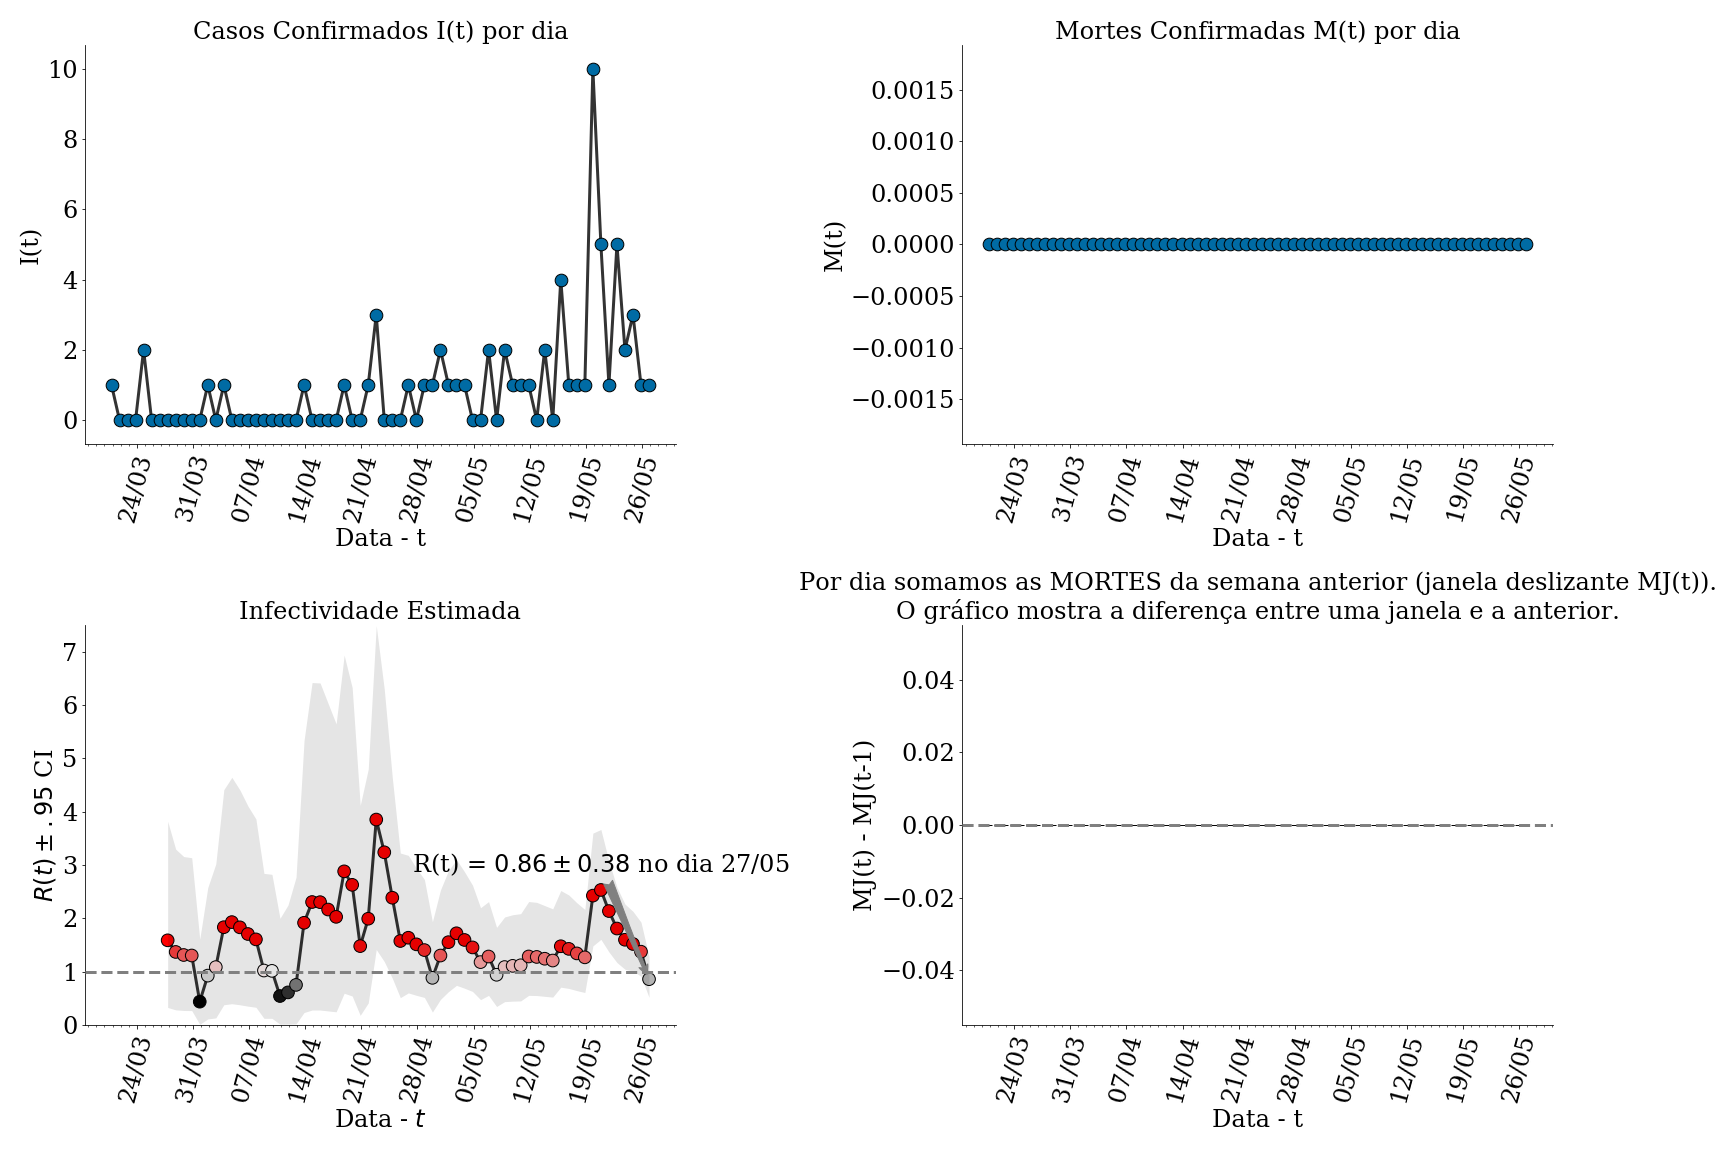 Casos Confirmados I(t) por dia
I(t)
10
8
6
4
2
0
24/03 31/03 07/04 14/04 21/04 28/04 05/05 12/05 19/05 26/05
Data - t
Mortes Confirmadas M(t) por dia
M(t)
0.0015
0.0010
0.0005
0.0000
−0.0005
−0.0010
−0.0015
24/03 31/03 07/04 14/04 21/04 28/04 05/05 12/05 19/05 26/05
Data - t
Infectividade Estimada
R(t) ± .95 CI
7
6
5
4
3
2
1
0
R(t) = 0.86 ± 0.38 no dia 27/05
24/03 31/03 07/04 14/04 21/04 28/04 05/05 12/05 19/05 26/05
Data - t
Por dia somamos as MORTES da semana anterior (janela deslizante MJ(t)).
O gráfico mostra a diferença entre uma janela e a anterior.
MJ(t) - MJ(t-1)
0.04
0.02
0.00
−0.02
−0.04
24/03 31/03 07/04 14/04 21/04 28/04 05/05 12/05 19/05 26/05
Data - t